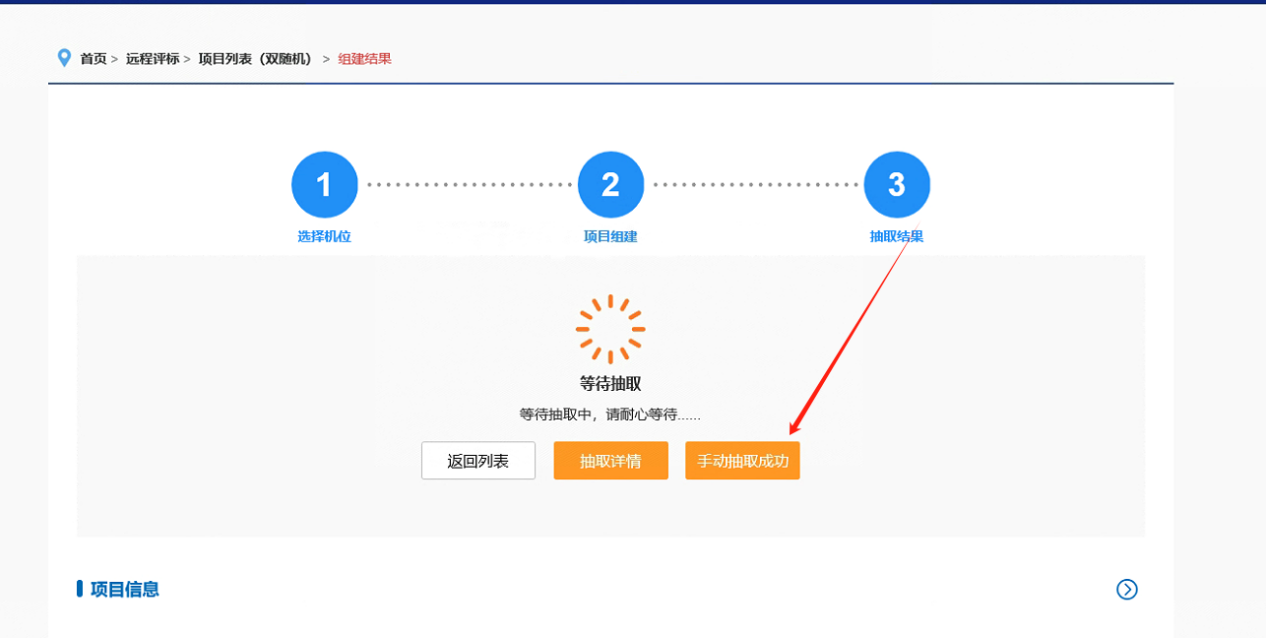 首页 > 远程评标 > 项目列表（双随机） > 组建结果
1 2 3
选择机位 项目组建 抽取结果
等待抽取
等待抽取中，请耐心等待......
返回列表 抽取详情 手动抽取成功
项目信息